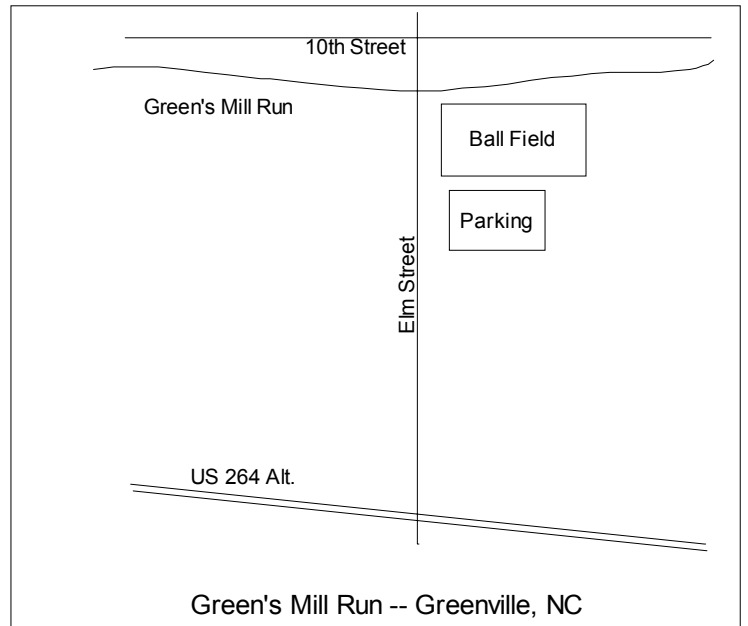 10th Street
Green's Mill Run
Ball Field
Parking
Elm Street
US 264 Alt.
Green's Mill Run -- Greenville, NC